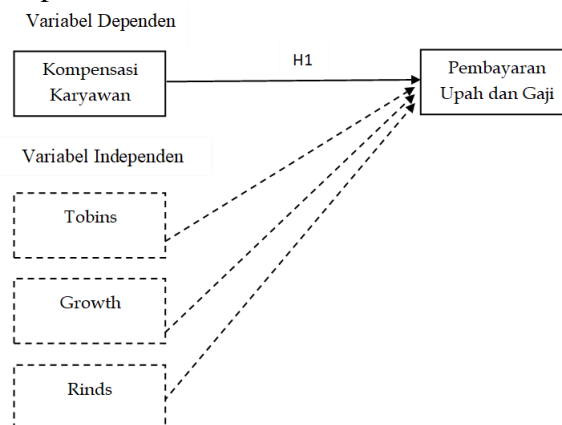 Variabel Dependen
Kompensasi
Karyawan
H1
Pembayaran
Upah dan Gaji
Variabel Independen
Tobins
Growth
Rinds